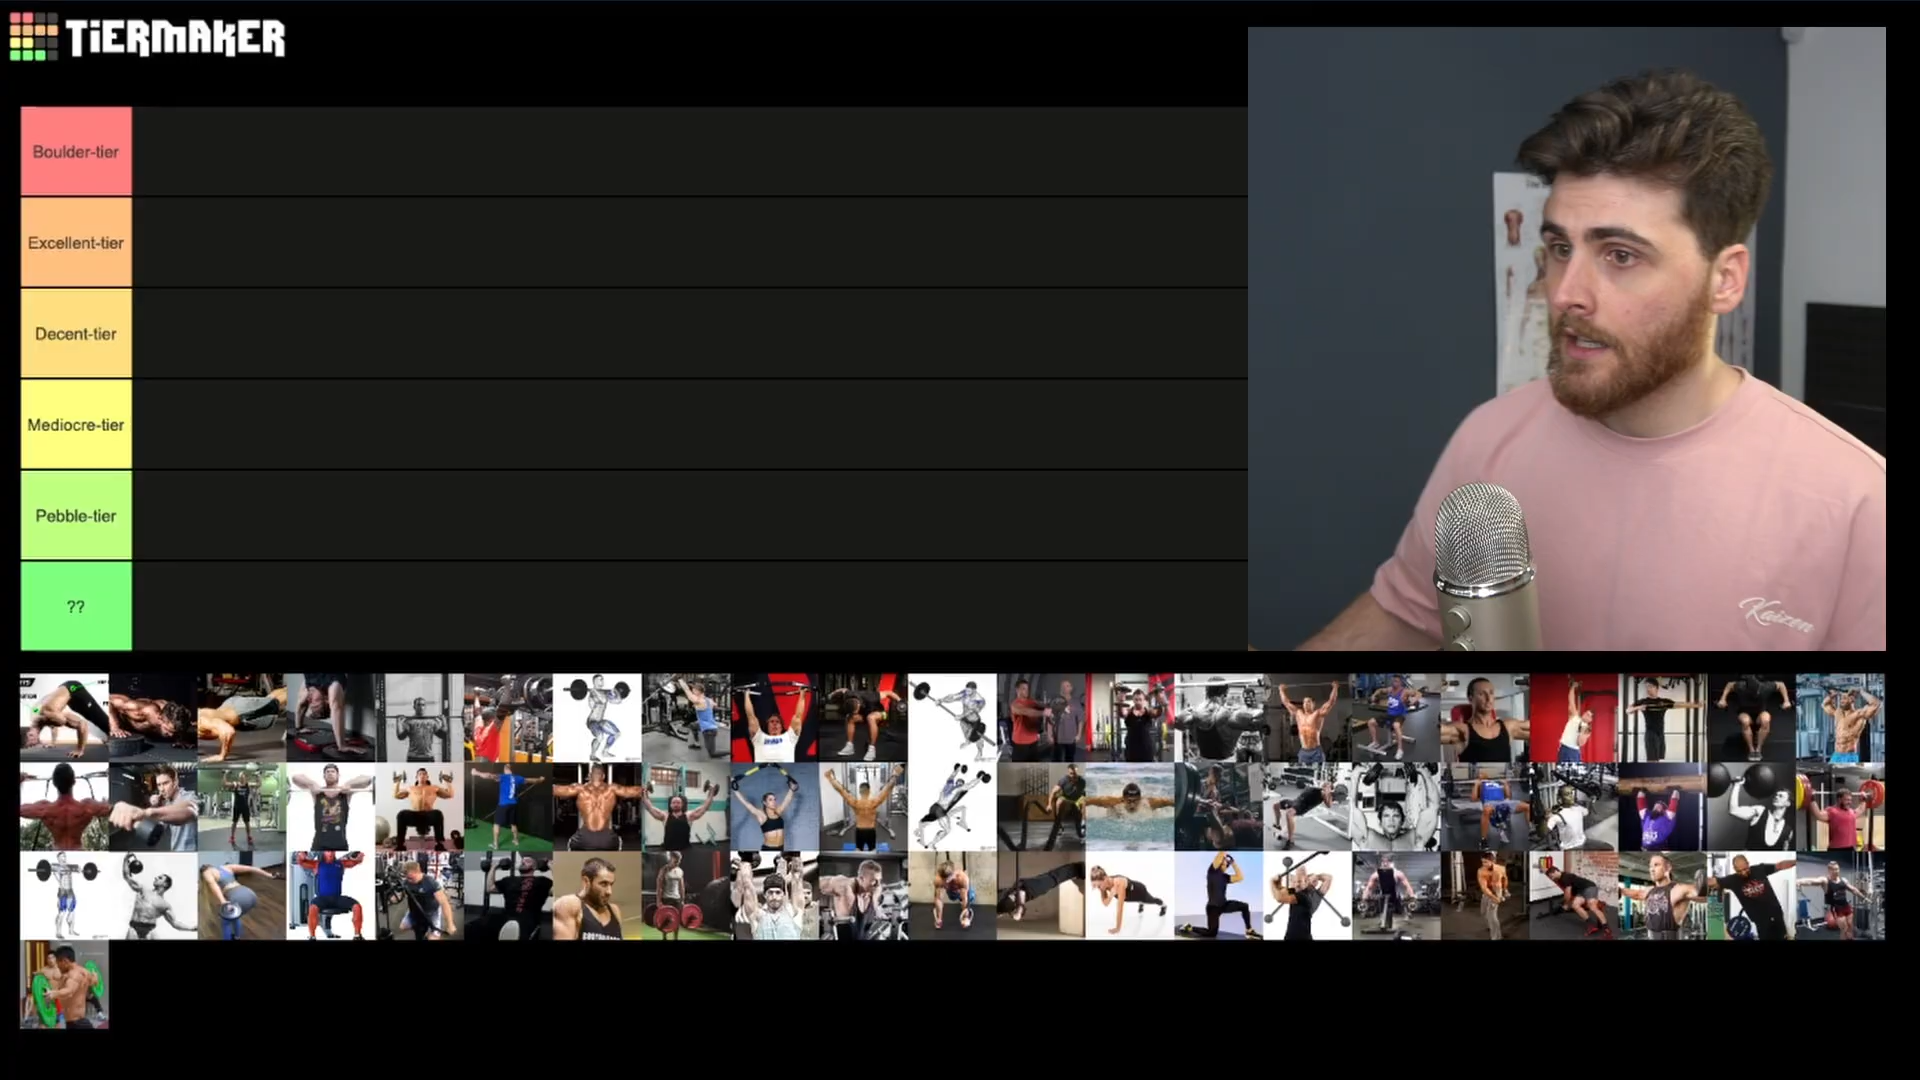 TiERMAKER
Boulder-tier
Excellent-tier
Decent-tier
Mediocre-tier
Pebble-tier
??
Kaizen